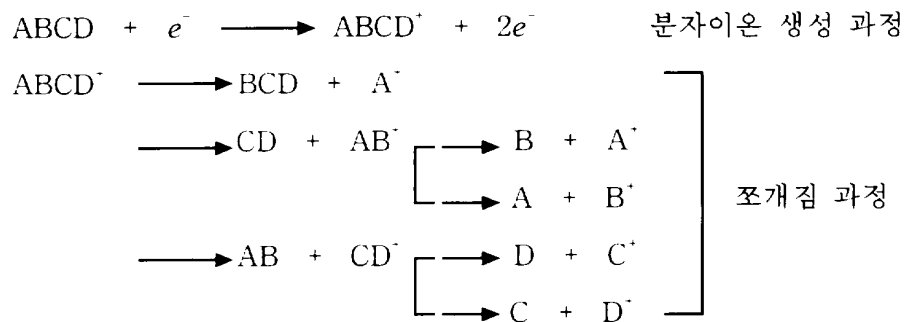 ABCD + e⁻ ⟶ ABCD⁺ + 2e⁻ 분자이온 생성 과정
ABCD⁺ ⟶ BCD + A⁺
⟶ CD + AB⁺ → B + A⁺
→ A + B⁺
쪼개짐 과정
⟶ AB + CD⁺ → D + C⁺
→ C + D⁺